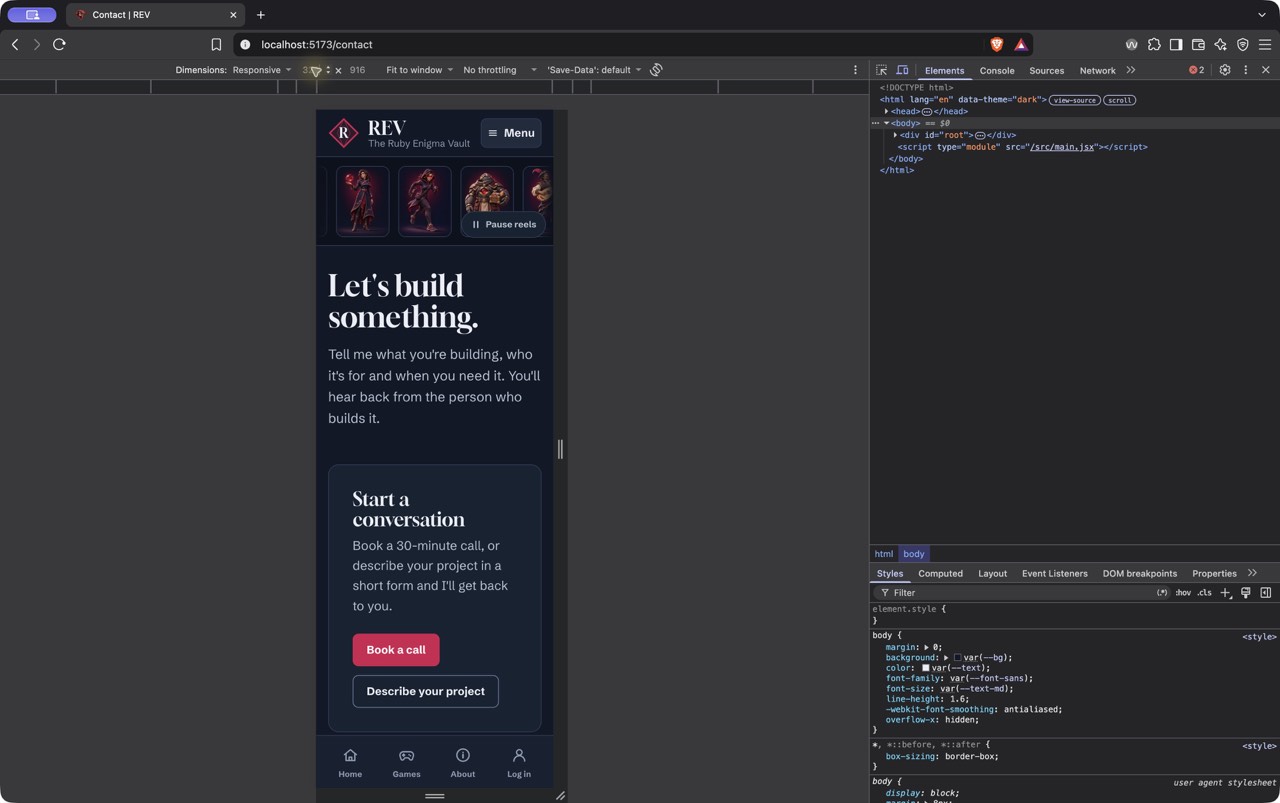 Contact | REV
localhost:5173/contact
Dimensions: Responsive
× 916
Fit to window
No throttling
'Save-Data': default
Elements
Console
Sources
Network
2
<!DOCTYPE html>
<html lang="en" data-theme="dark"> view-source scroll
<head>⋯</head>
<body> == $0
<div id="root">⋯</div>
<script type="module" src="/src/main.jsx"></script>
</body>
</html>
R
REV
The Ruby Enigma Vault
Menu
Pause reels
Let's build
something.
Tell me what you're building, who
it's for and when you need it. You'll
hear back from the person who
builds it.
Start a
conversation
Book a 30-minute call, or
describe your project in a
short form and I'll get back
to you.
Book a call
Describe your project
Home
Games
About
Log in
html
body
Styles
Computed
Layout
Event Listeners
DOM breakpoints
Properties
Filter
:hov
.cls
element.style {
}
body {
<style>
margin: 0;
background: var(--bg);
color: var(--text);
font-family: var(--font-sans);
font-size: var(--text-md);
line-height: 1.6;
-webkit-font-smoothing: antialiased;
overflow-x: hidden;
}
*, *::before, *::after {
<style>
box-sizing: border-box;
}
body {
user agent stylesheet
display: block;